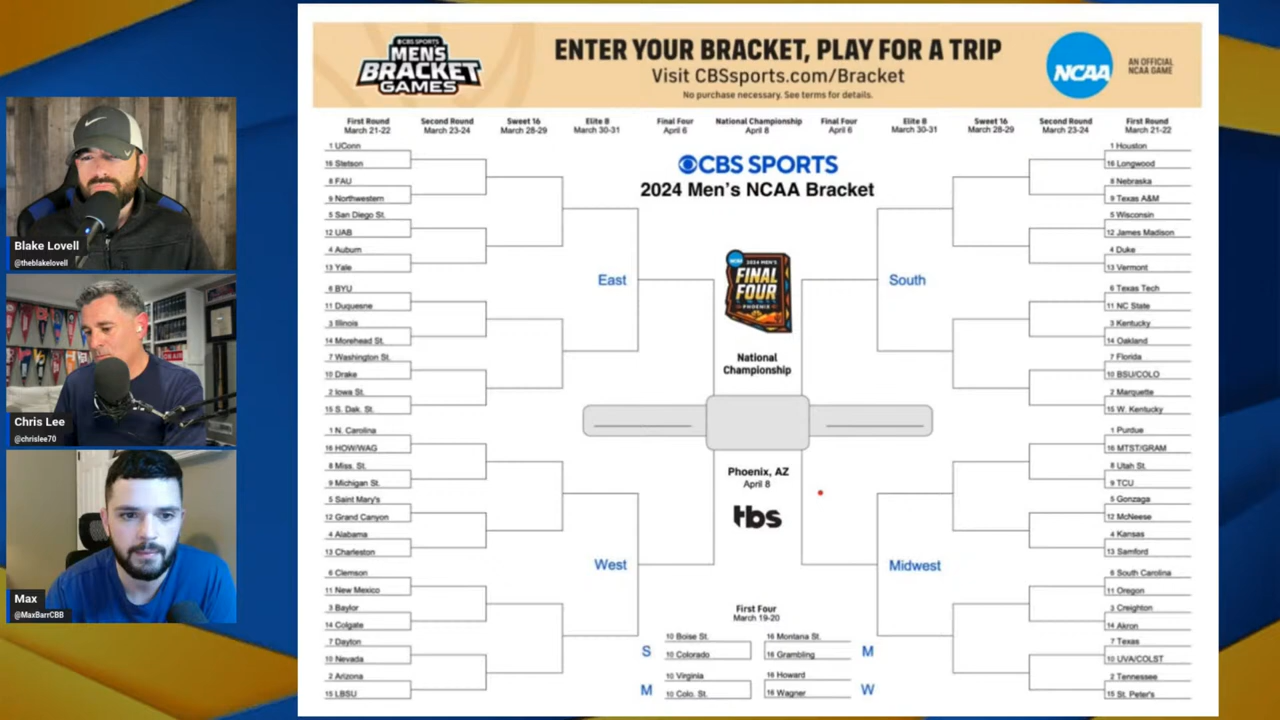 Blake Lovell
@theblakelovell
Chris Lee
@chrislee70
Max
@MaxBarrCBB
CBS SPORTS
MENS
BRACKET
GAMES
ENTER YOUR BRACKET, PLAY FOR A TRIP
Visit CBSsports.com/Bracket
No purchase necessary. See terms for details.
NCAA
AN OFFICIAL
NCAA GAME
First Round
March 21-22
Second Round
March 23-24
Sweet 16
March 28-29
Elite 8
March 30-31
Final Four
April 6
National Championship
April 8
Final Four
April 6
Elite 8
March 30-31
Sweet 16
March 28-29
Second Round
March 23-24
First Round
March 21-22
CBS SPORTS
2024 Men's NCAA Bracket
1 UConn
16 Stetson
8 FAU
9 Northwestern
5 San Diego St.
12 UAB
4 Auburn
13 Yale
6 BYU
11 Duquesne
3 Illinois
14 Morehead St.
7 Washington St.
10 Drake
2 Iowa St.
15 S. Dak. St.
East
1 N. Carolina
16 HOW/WAG
8 Miss. St.
9 Michigan St.
5 Saint Mary's
12 Grand Canyon
4 Alabama
13 Charleston
6 Clemson
11 New Mexico
3 Baylor
14 Colgate
7 Dayton
10 Nevada
2 Arizona
15 LBSU
West
NCAA
2024 MEN'S
FINAL
FOUR
PHOENIX
National
Championship
Phoenix, AZ
April 8
tbs
1 Houston
16 Longwood
8 Nebraska
9 Texas A&M
5 Wisconsin
12 James Madison
4 Duke
13 Vermont
6 Texas Tech
11 NC State
3 Kentucky
14 Oakland
7 Florida
10 BSU/COLO
2 Marquette
15 W. Kentucky
South
1 Purdue
16 MTST/GRAM
8 Utah St.
9 TCU
5 Gonzaga
12 McNeese
4 Kansas
13 Samford
6 South Carolina
11 Oregon
3 Creighton
14 Akron
7 Texas
10 UVA/COLST
2 Tennessee
15 St. Peter's
Midwest
First Four
March 19-20
S
10 Boise St.
10 Colorado
16 Montana St.
16 Grambling
M
M
10 Virginia
10 Colo. St.
16 Howard
16 Wagner
W